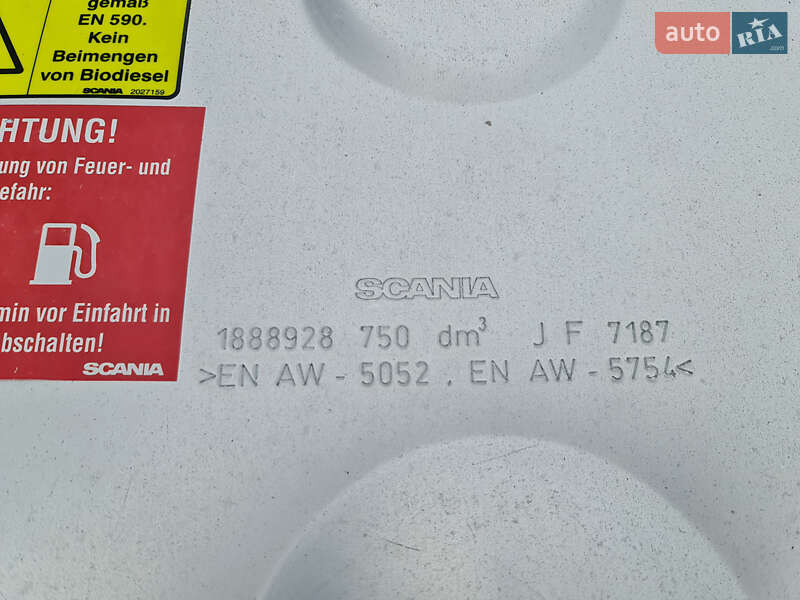 gemäß
EN 590.
Kein
Beimengen
von Biodiesel
SCANIA 2027159
auto RIA
HTUNG!
ung von Feuer- und
efahr:
min vor Einfahrt in
bschalten!
SCANIA
SCANIA
1888928 750 dm³ J F 7187
>EN AW - 5052 . EN AW - 5754<